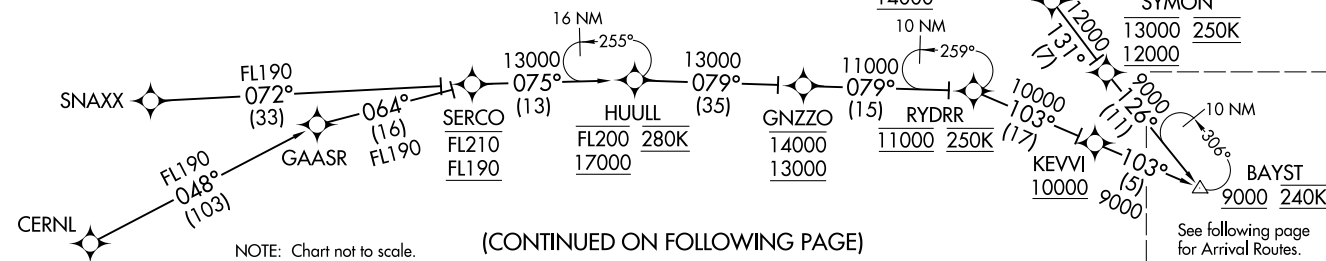 14000
SYMON
13000 250K
12000
12000
131°
(7)
16 NM
255°
10 NM
259°
SNAXX
FL190
072°
(33)
064°
(16)
FL190
GAASR
SERCO
FL210
FL190
13000
075°
(13)
HUULL
FL200 280K
17000
13000
079°
(35)
GNZZO
14000
13000
11000
079°
(15)
RYDRR
11000 250K
10000
103°
(17)
KEVVI
10000
9000
126°
(11)
10 NM
306°
103°
(5)
9000
BAYST
9000 240K
FL190
048°
(103)
CERNL
NOTE: Chart not to scale.
(CONTINUED ON FOLLOWING PAGE)
See following page
for Arrival Routes.